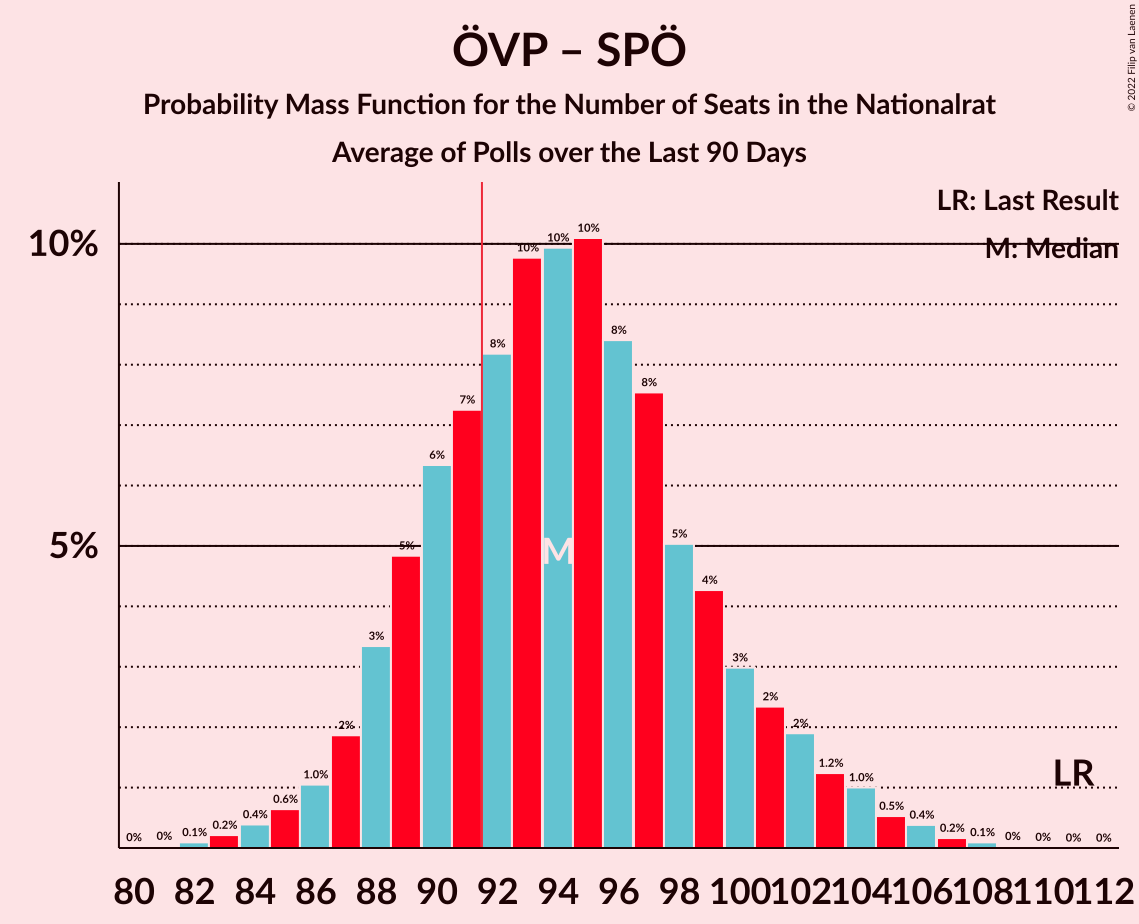 ÖVP – SPÖ
Probability Mass Function for the Number of Seats in the Nationalrat
Average of Polls over the Last 90 Days
© 2022 Filip van Laenen
LR: Last Result
M: Median
10%
5%
0% 0% 0.1% 0.2% 0.4% 0.6% 1.0% 2% 3% 5% 6% 7% 8% 10% 10% 10% 8% 8% 5% 4% 3% 2% 2% 1.2% 1.0% 0.5% 0.4% 0.2% 0.1% 0% 0% 0% 0%
M
LR
80 82 84 86 88 90 92 94 96 98 100 102 104 106 108 110 112